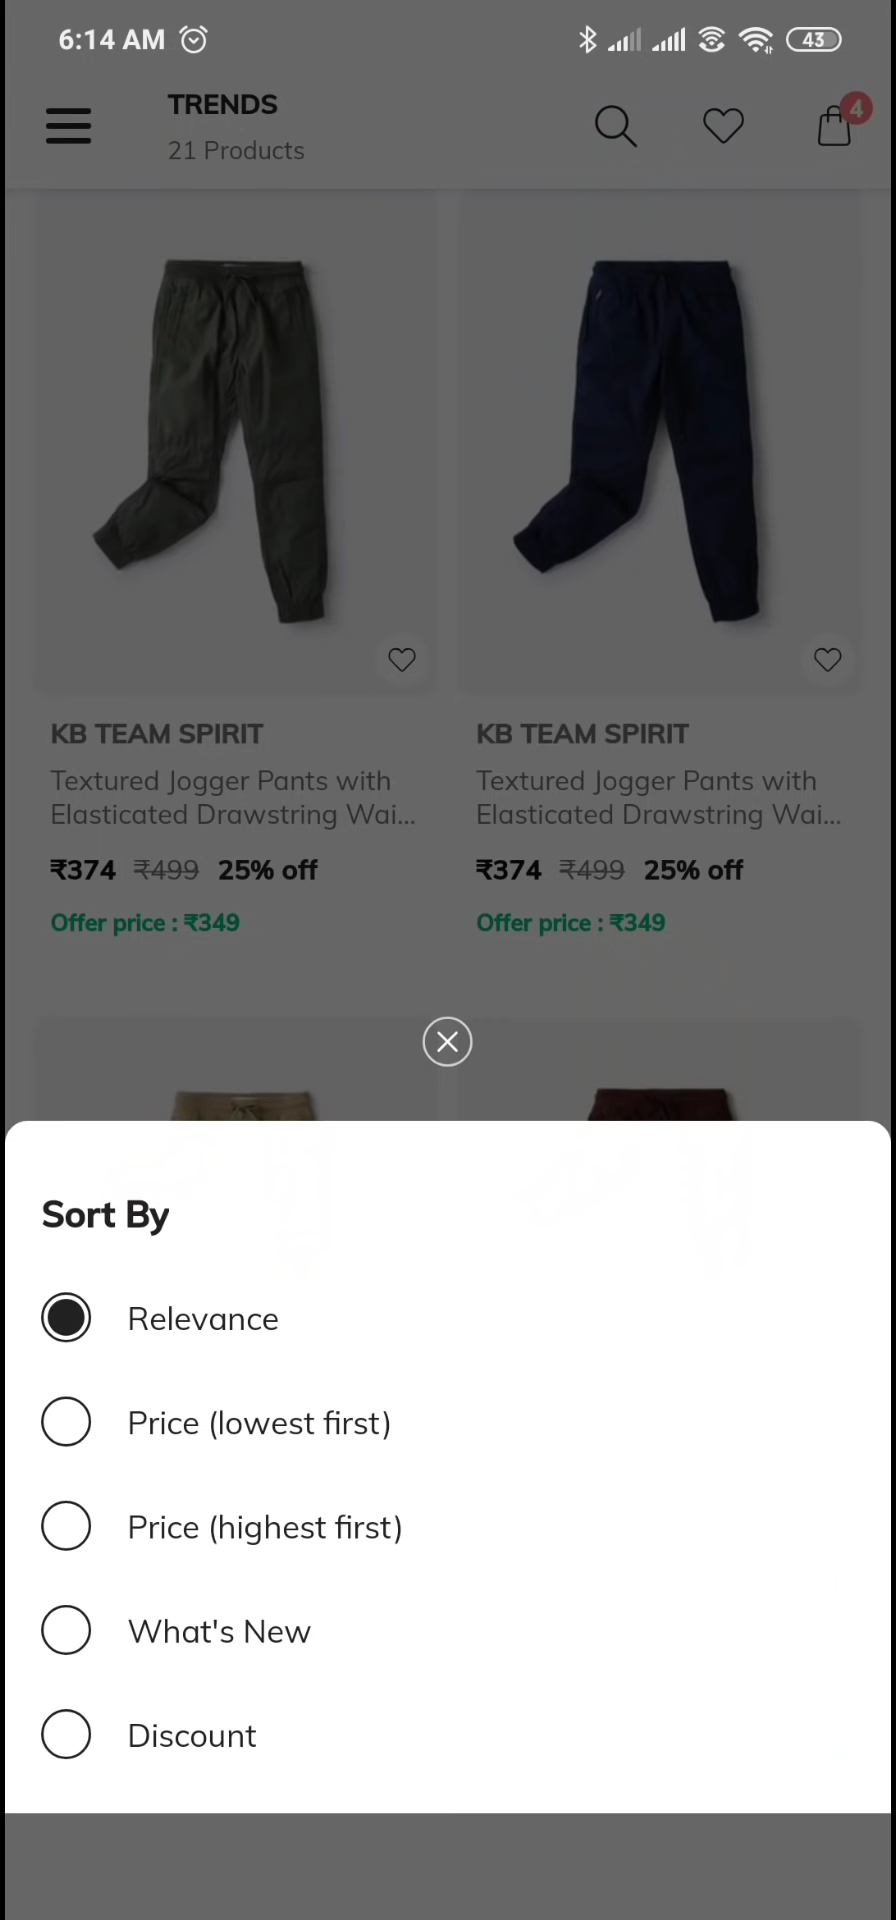 6:14 AM
43
TRENDS
21 Products
4
KB TEAM SPIRIT
Textured Jogger Pants with
Elasticated Drawstring Wai...
₹374 ₹499 25% off
Offer price : ₹349
KB TEAM SPIRIT
Textured Jogger Pants with
Elasticated Drawstring Wai...
₹374 ₹499 25% off
Offer price : ₹349
Sort By
Relevance
Price (lowest first)
Price (highest first)
What's New
Discount